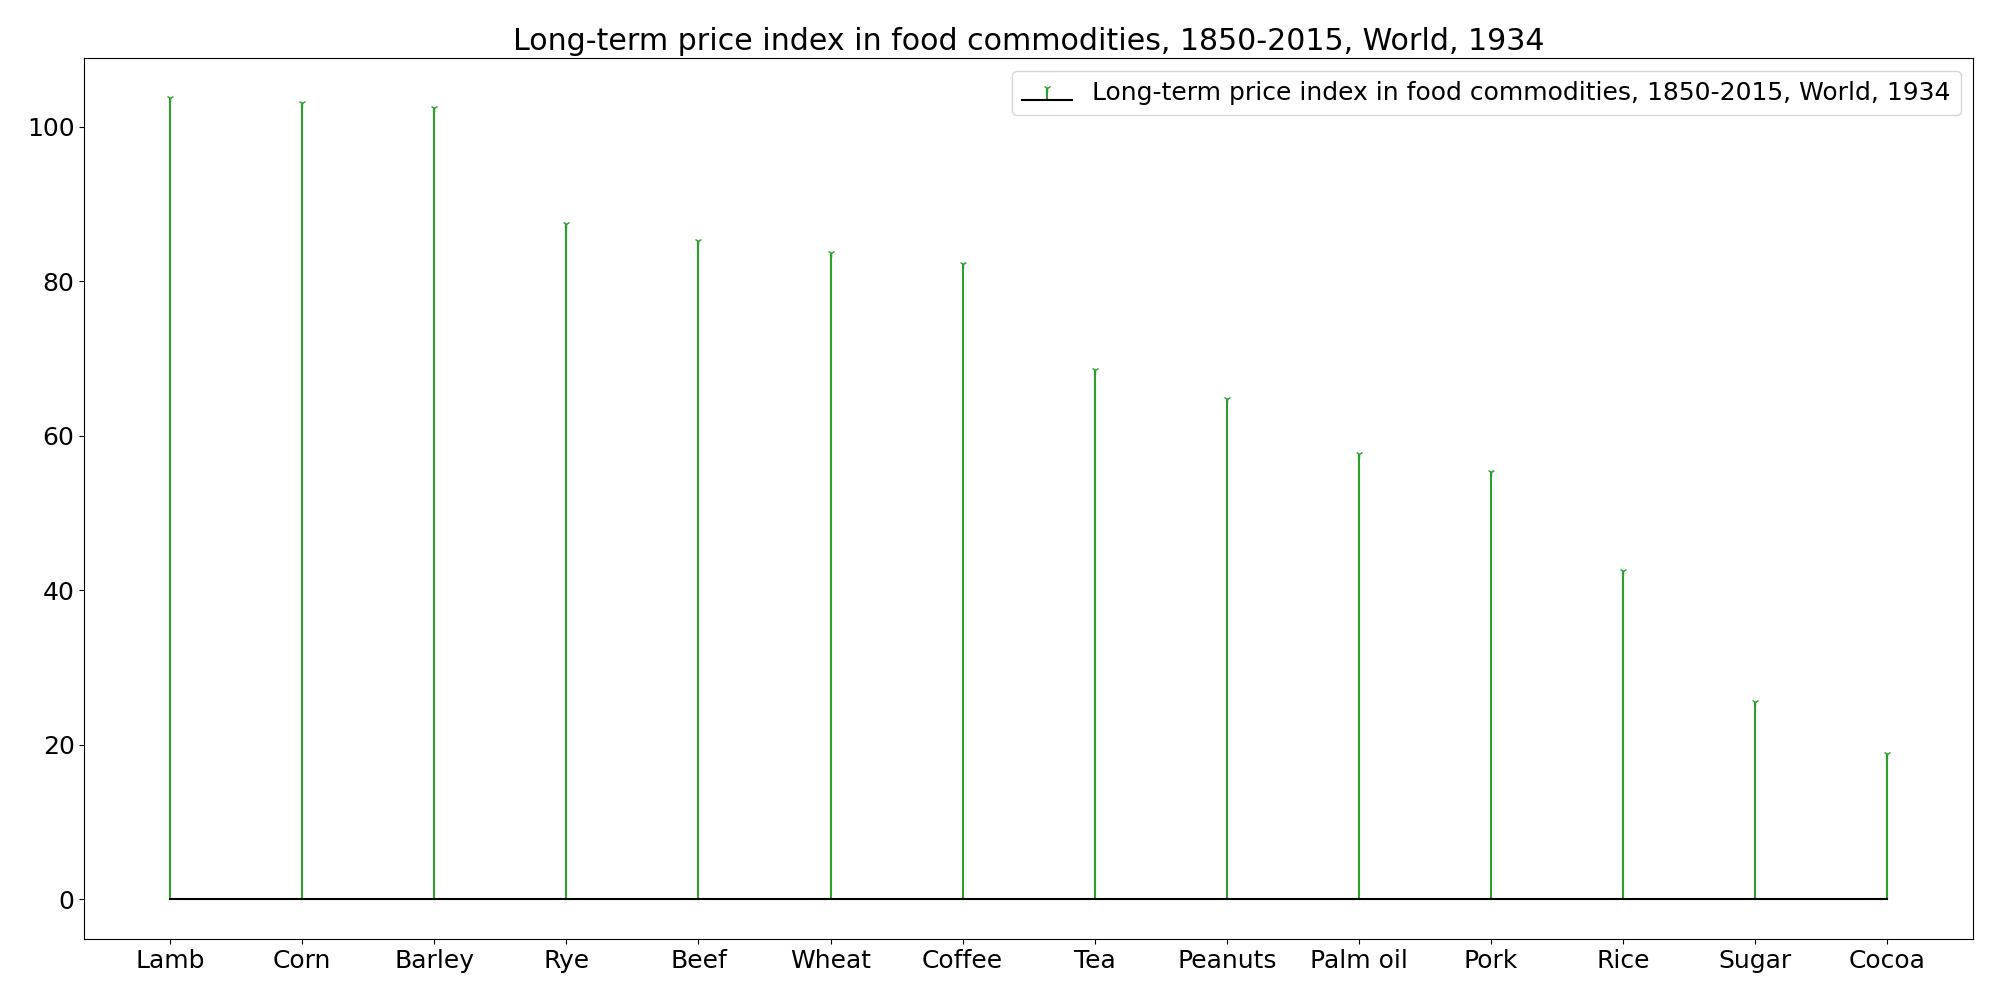 Long-term price index in food commodities, 1850-2015, World, 1934
Long-term price index in food commodities, 1850-2015, World, 1934
100
80
60
40
20
0
Lamb Corn Barley Rye Beef Wheat Coffee Tea Peanuts Palm oil Pork Rice Sugar Cocoa